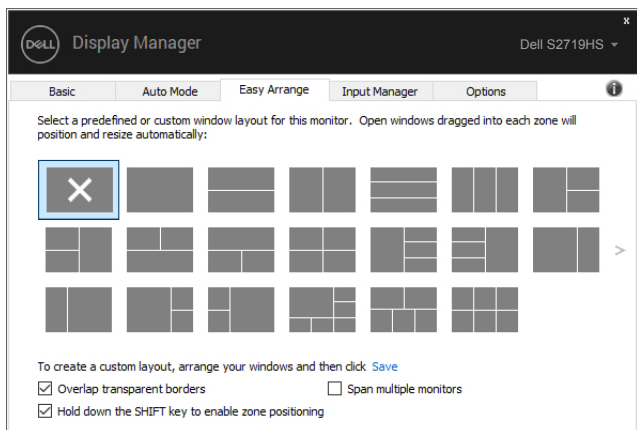 x
DELL Display Manager Dell S2719HS
Basic Auto Mode Easy Arrange Input Manager Options i
Select a predefined or custom window layout for this monitor. Open windows dragged into each zone will
position and resize automatically:
>
To create a custom layout, arrange your windows and then click Save
Overlap transparent borders Span multiple monitors
Hold down the SHIFT key to enable zone positioning